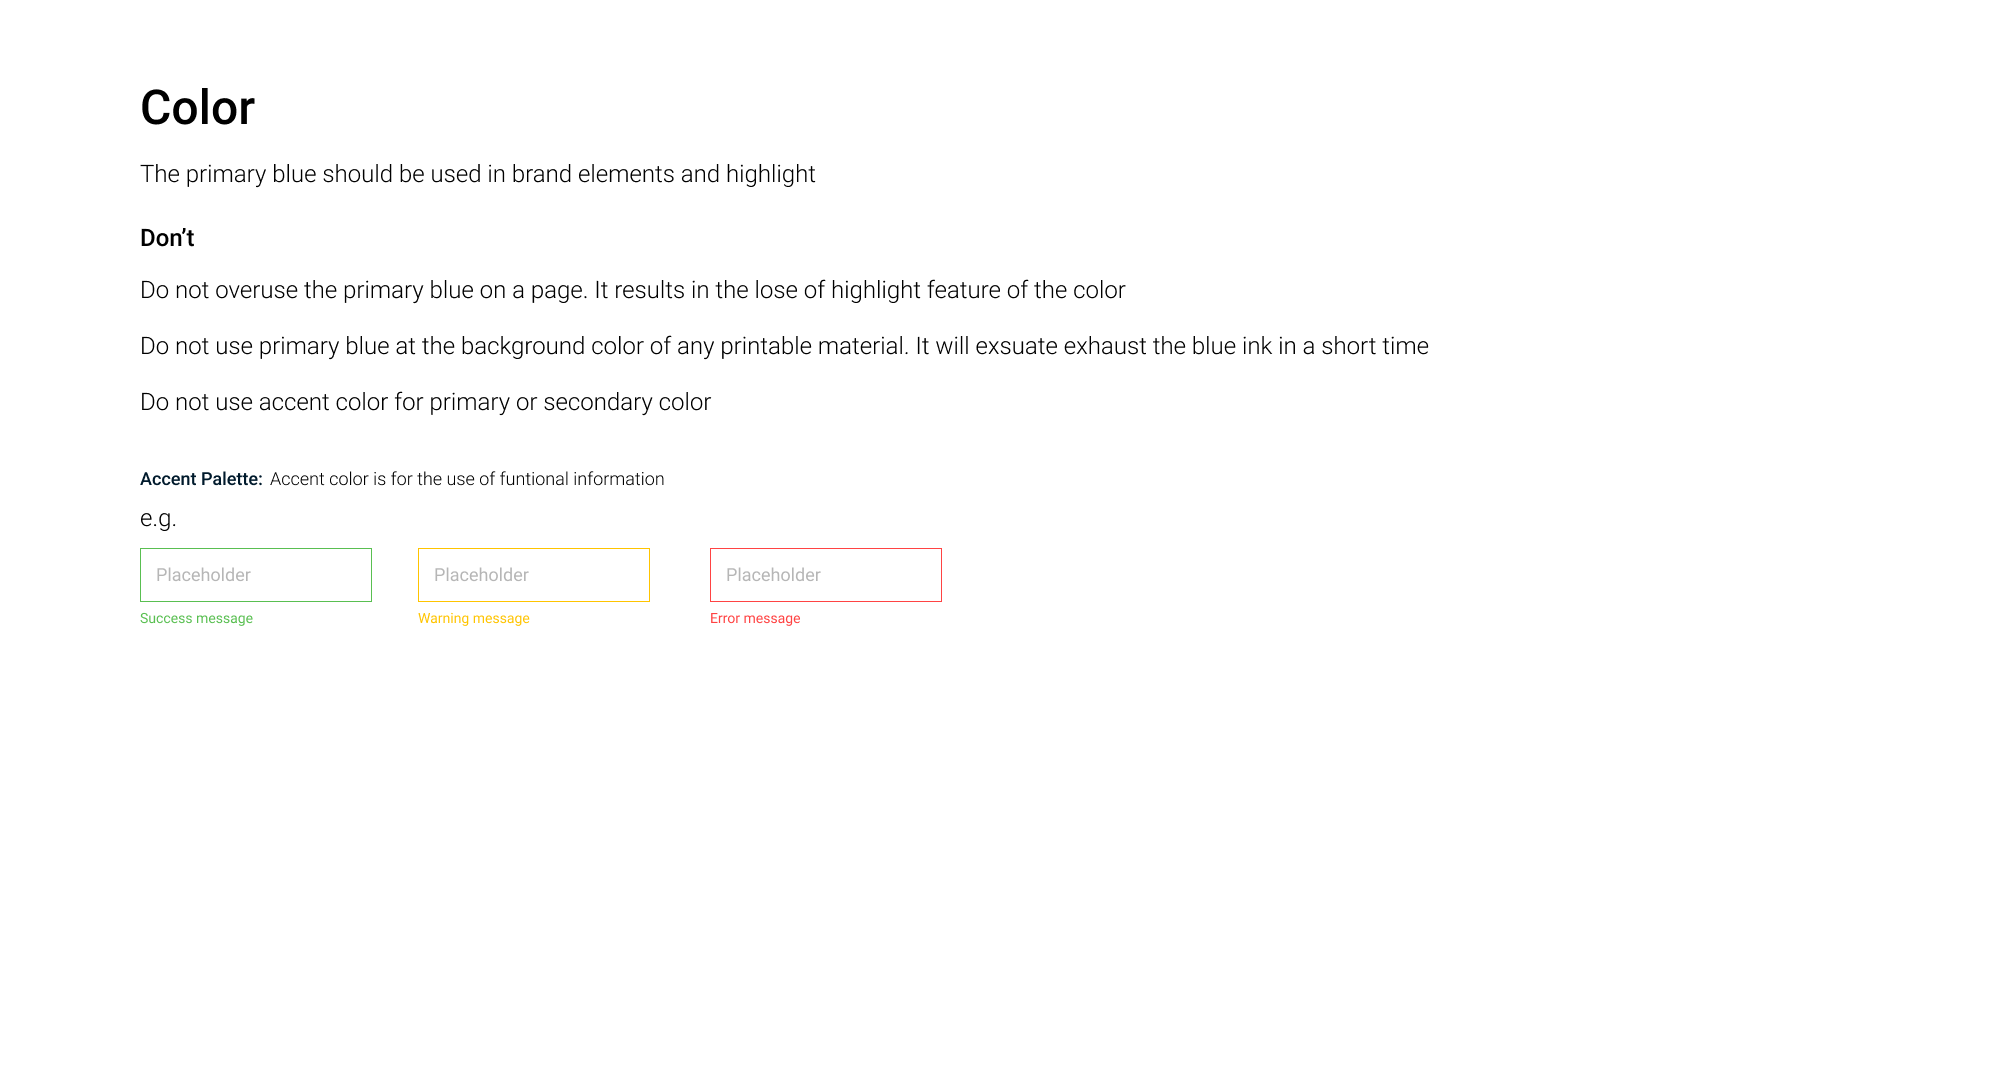 Color
The primary blue should be used in brand elements and highlight
Don’t
Do not overuse the primary blue on a page. It results in the lose of highlight feature of the color
Do not use primary blue at the background color of any printable material. It will exsuate exhaust the blue ink in a short time
Do not use accent color for primary or secondary color
Accent Palette: Accent color is for the use of funtional information
e.g.
Placeholder Placeholder Placeholder
Success message Warning message Error message